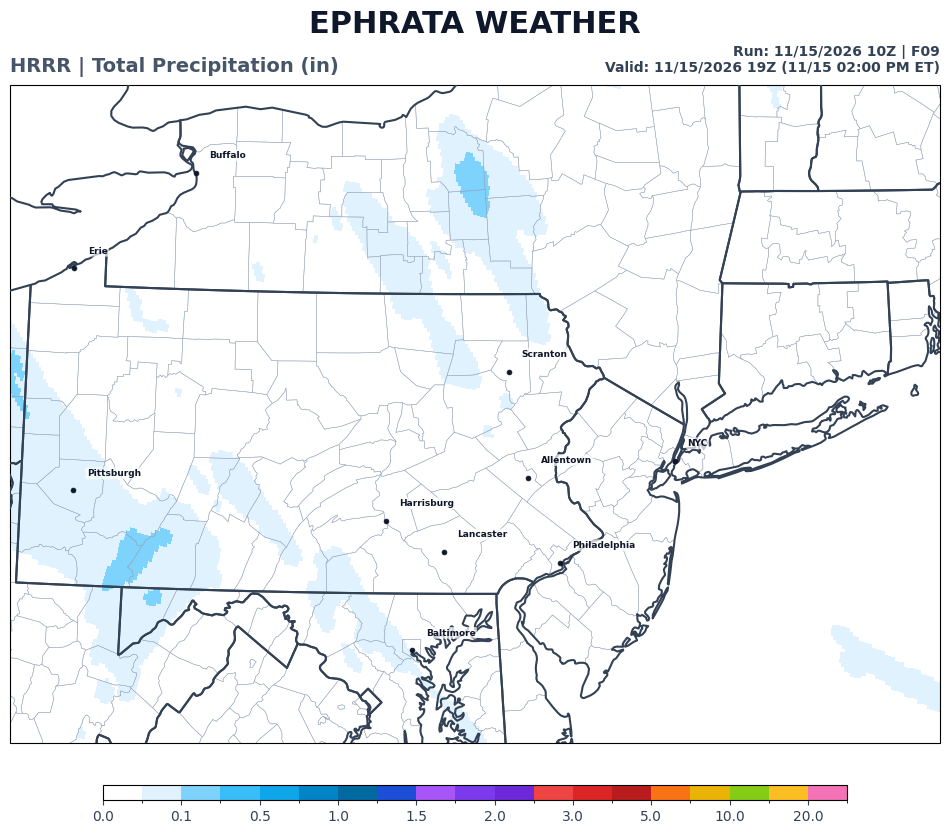 EPHRATA WEATHER
Run: 11/15/2026 10Z | F09
HRRR | Total Precipitation (in)
Valid: 11/15/2026 19Z (11/15 02:00 PM ET)
Buffalo
Erie
Scranton
NYC
Allentown
Pittsburgh
Harrisburg
Lancaster
Philadelphia
Baltimore
0.0 0.1 0.5 1.0 1.5 2.0 3.0 5.0 10.0 20.0